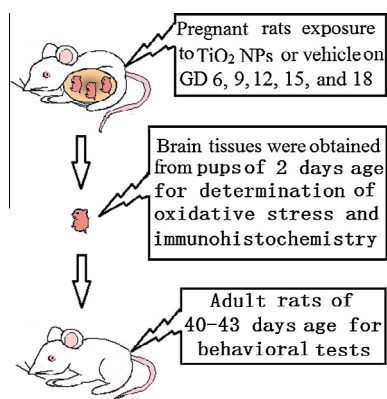 Pregnant rats exposure
to TiO₂ NPs or vehicle on
GD 6, 9, 12, 15, and 18
Brain tissues were obtained
from pups of 2 days age
for determination of
oxidative stress and
immunohistochemistry
Adult rats of
40-43 days age for
behavioral tests